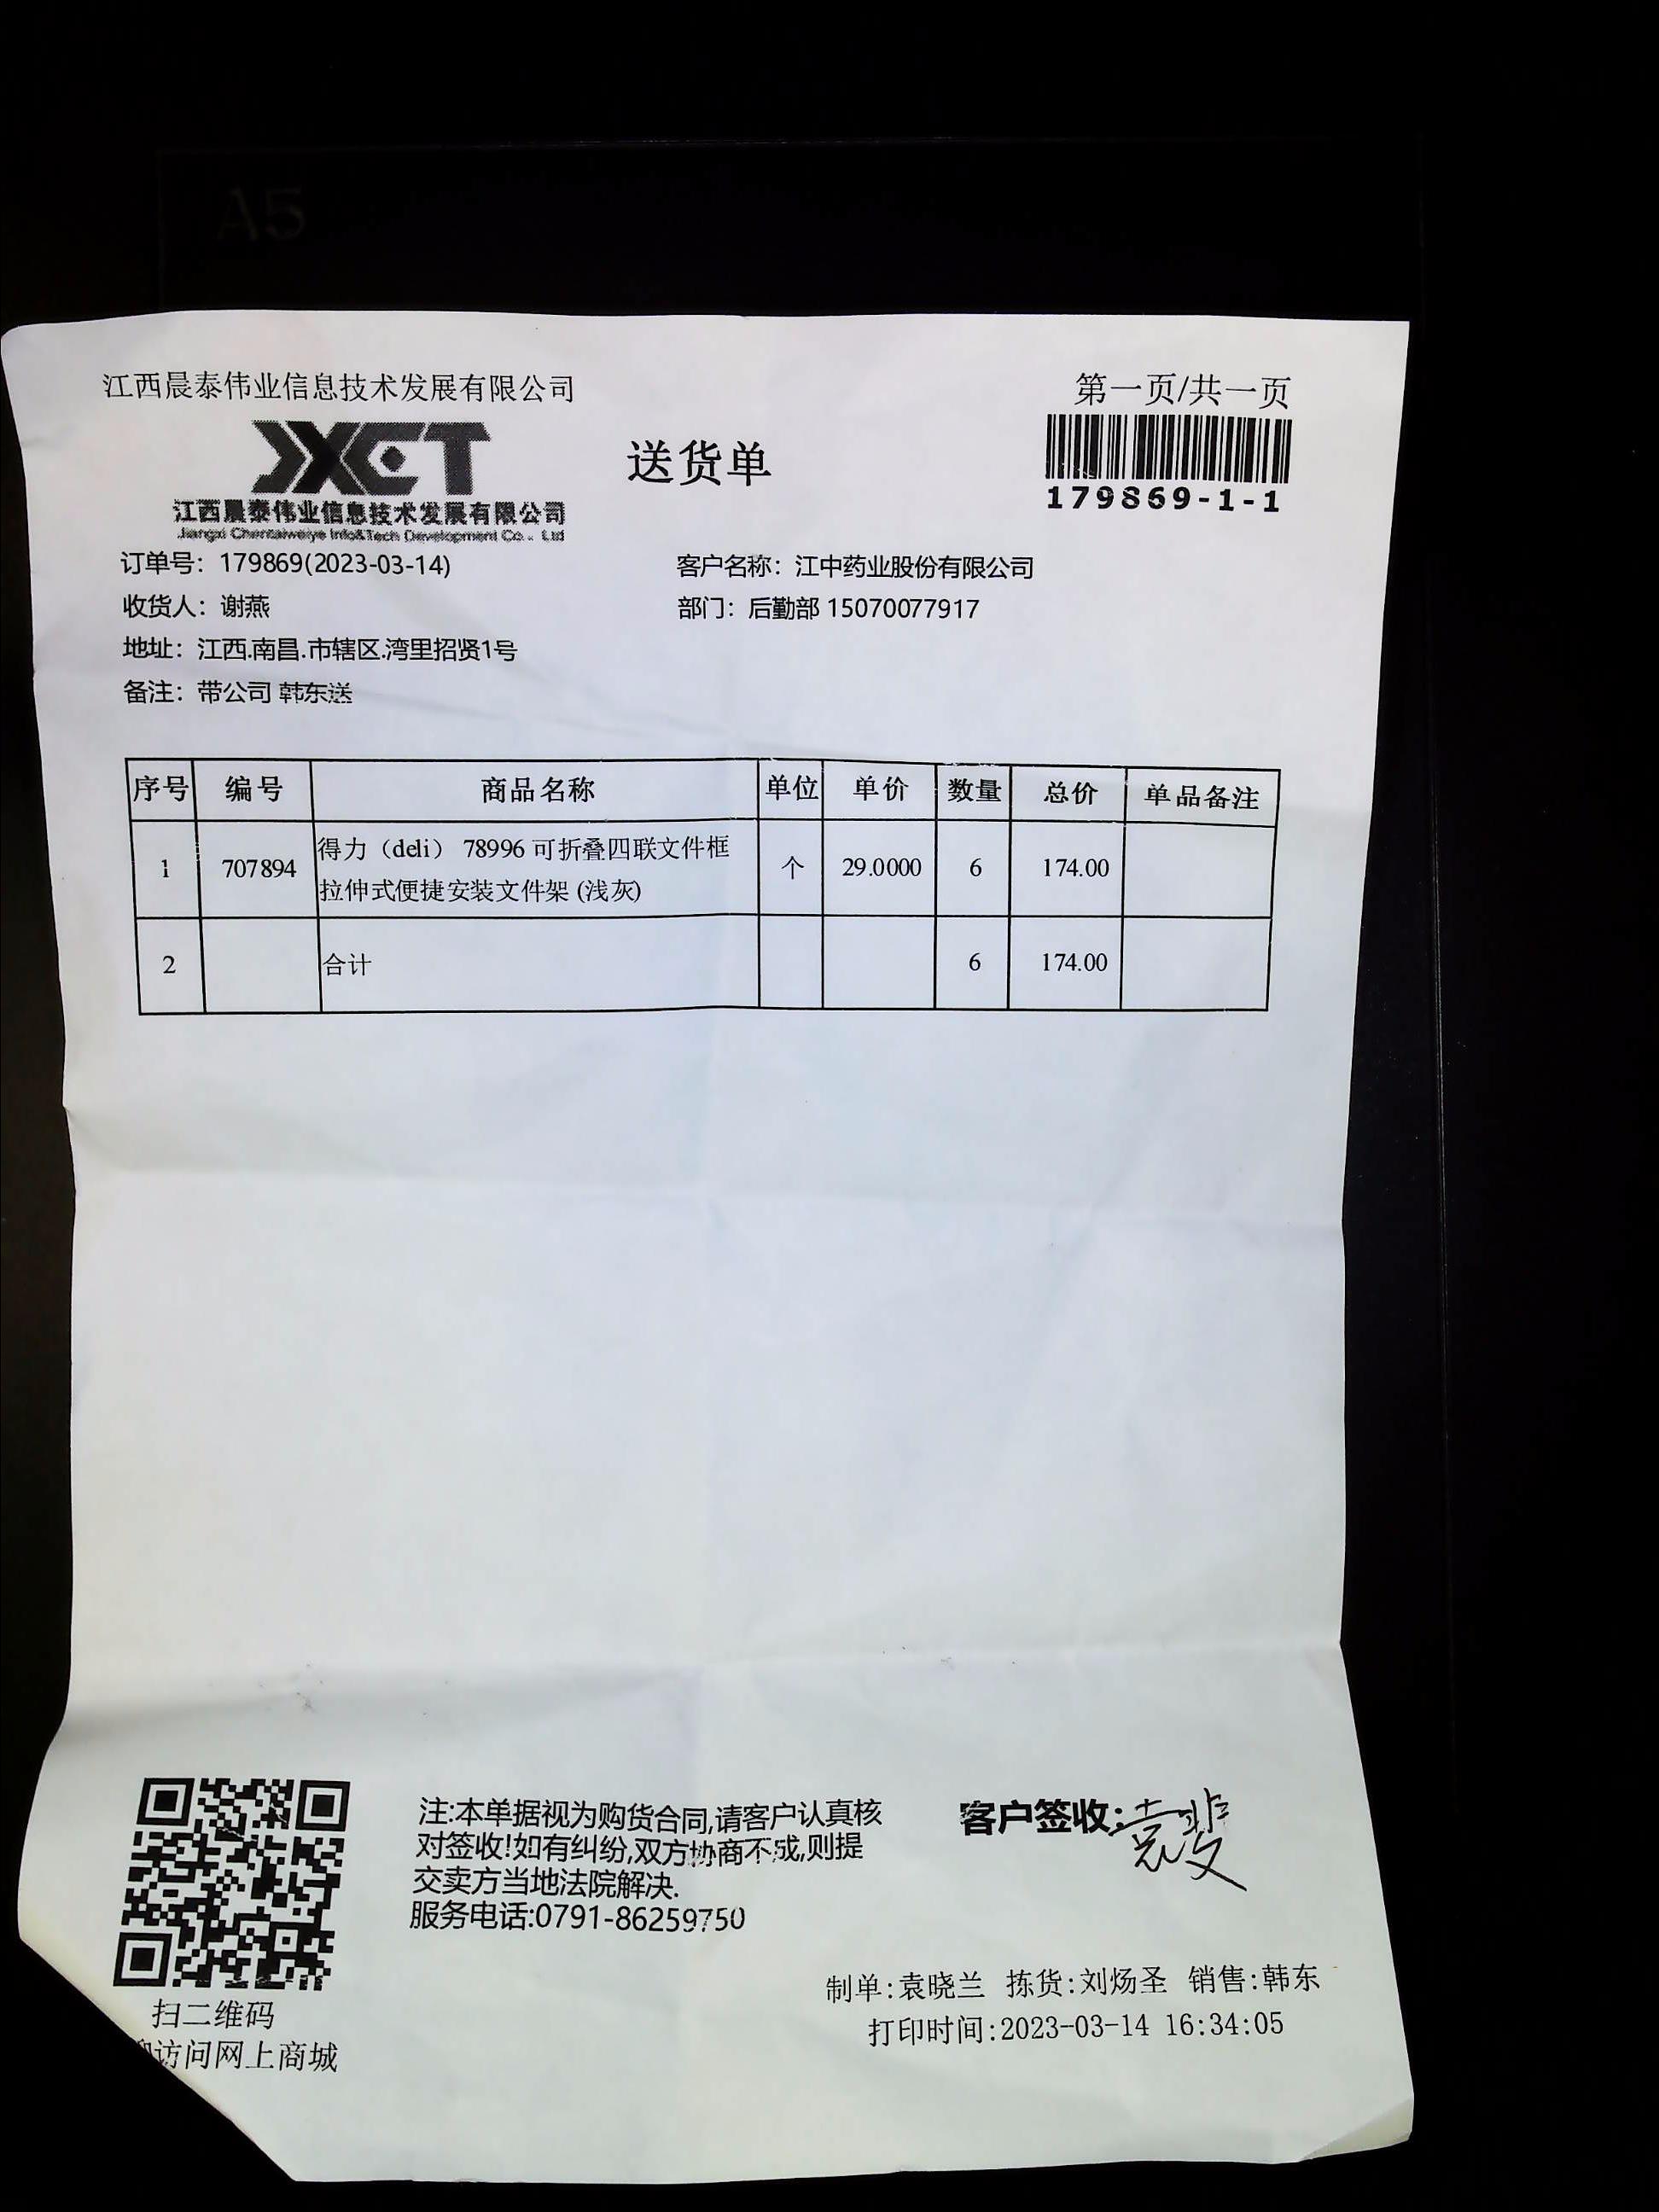 A5
江西晨泰伟业信息技术发展有限公司
第一页/共一页
JXCT
送货单
179869-1-1
江西晨泰伟业信息技术发展有限公司
Jiangxi Chentaiweiye Info&Tech Development Co., Ltd
订单号：179869(2023-03-14)
客户名称：江中药业股份有限公司
收货人：谢燕
部门：后勤部 15070077917
地址：江西.南昌.市辖区.湾里招贤1号
备注：带公司 韩东送
序号 编号 商品名称 单位 单价 数量 总价 单品备注
1 707894 得力（deli） 78996 可折叠四联文件框 个 29.0000 6 174.00
拉伸式便捷安装文件架 (浅灰)
2 合计 6 174.00
注:本单据视为购货合同,请客户认真核
对签收!如有纠纷,双方协商不成,则提
交卖方当地法院解决.
服务电话:0791-86259750
客户签收:
扫二维码
访问网上商城
制单:袁晓兰 拣货:刘炀圣 销售:韩东
打印时间:2023-03-14 16:34:05